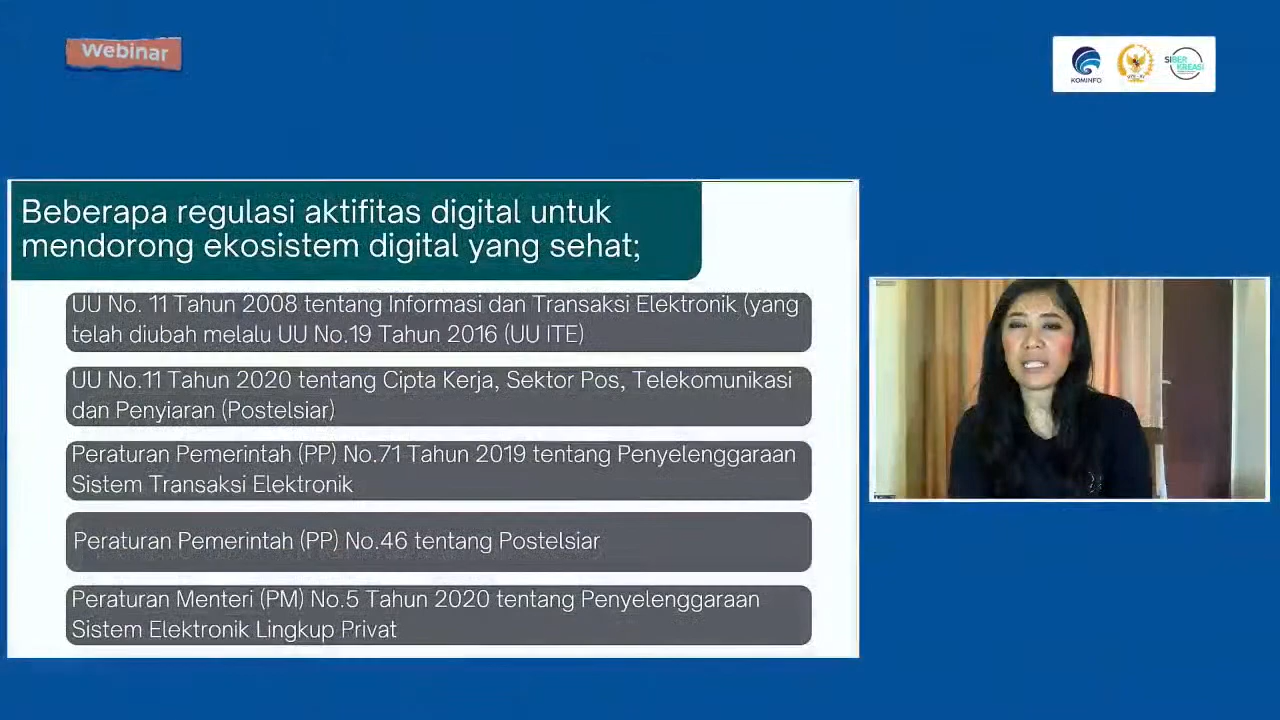 Webinar
KOMINFO
SIBER
KREASI
Beberapa regulasi aktifitas digital untuk
mendorong ekosistem digital yang sehat;
UU No. 11 Tahun 2008 tentang Informasi dan Transaksi Elektronik (yang
telah diubah melalu UU No.19 Tahun 2016 (UU ITE)
UU No.11 Tahun 2020 tentang Cipta Kerja, Sektor Pos, Telekomunikasi
dan Penyiaran (Postelsiar)
Peraturan Pemerintah (PP) No.71 Tahun 2019 tentang Penyelenggaraan
Sistem Transaksi Elektronik
Peraturan Pemerintah (PP) No.46 tentang Postelsiar
Peraturan Menteri (PM) No.5 Tahun 2020 tentang Penyelenggaraan
Sistem Elektronik Lingkup Privat